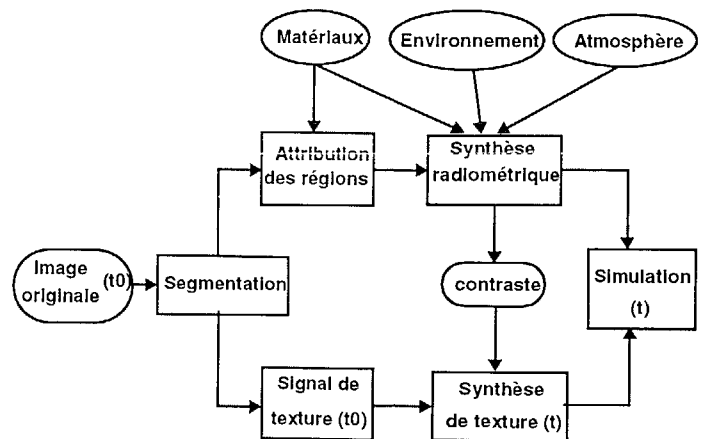 Matériaux
Environnement
Atmosphère
Attribution
des régions
Synthèse
radiométrique
Image
originale (t0)
Segmentation
contraste
Simulation
(t)
Signal de
texture (t0)
Synthèse
de texture (t)